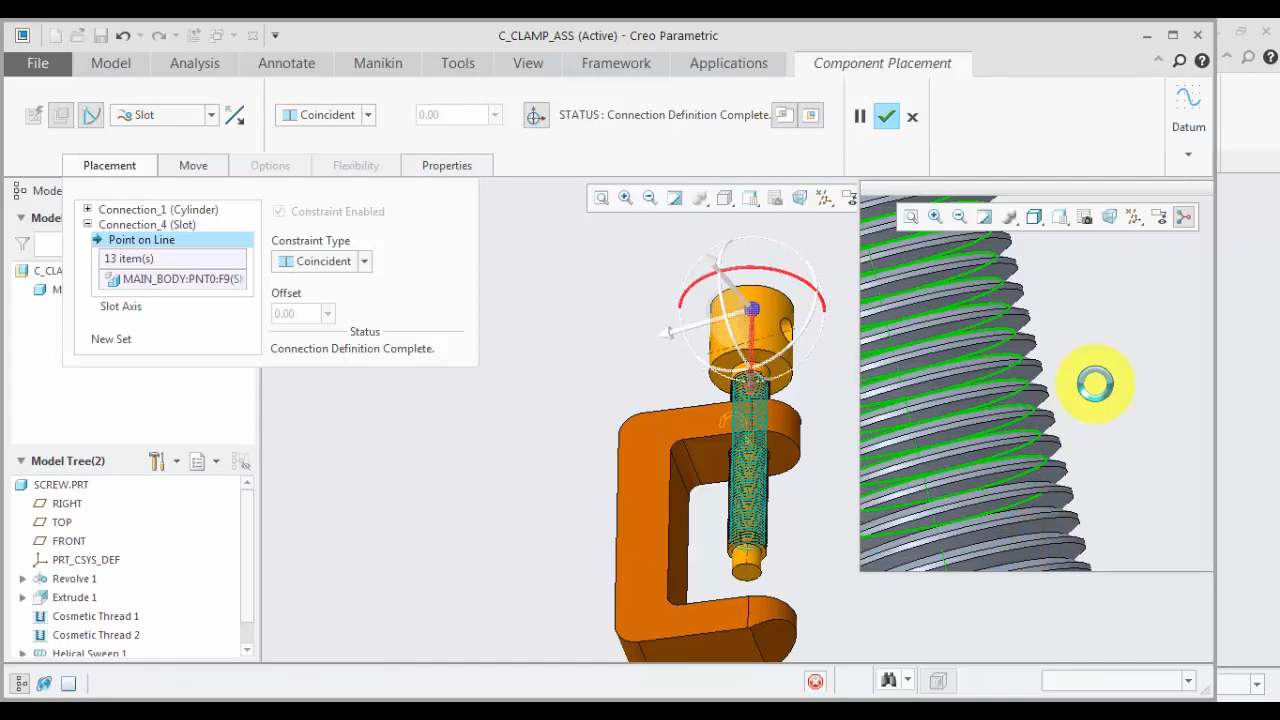 C_CLAMP_ASS (Active) - Creo Parametric
File Model Analysis Annotate Manikin Tools View Framework Applications Component Placement
Slot Coincident 0.00 STATUS : Connection Definition Complete.
Datum
Placement Move Options Flexibility Properties
Connection_1 (Cylinder)
Connection_4 (Slot)
Point on Line
13 item(s)
MAIN_BODY:PNT0:F9(S
Slot Axis
New Set
Constraint Enabled
Constraint Type
Coincident
Offset
0.00
Status
Connection Definition Complete.
Mode
Mode
C_CLA
M
Model Tree(2)
SCREW.PRT
RIGHT
TOP
FRONT
PRT_CSYS_DEF
Revolve 1
Extrude 1
Cosmetic Thread 1
Cosmetic Thread 2
Helical Sweep 1